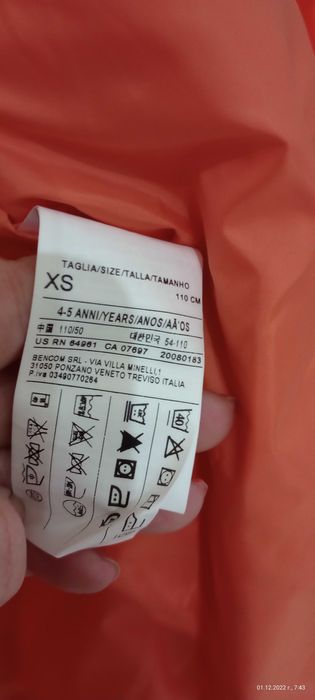 TAGLIA/SIZE/TALLA/TAMANHO
XS
110 CM
4-5 ANNI/YEARS/ANOS/AÃ'OS
中国 110/50 대한민국 54-110
US RN 64961 CA 07697 20080183
BENCOM SRL - VIA VILLA MINELLI.1
31050 PONZANO VENETO TREVISO ITALIA
P.iva 03490770264
40
01.12.2022 г., 7:43